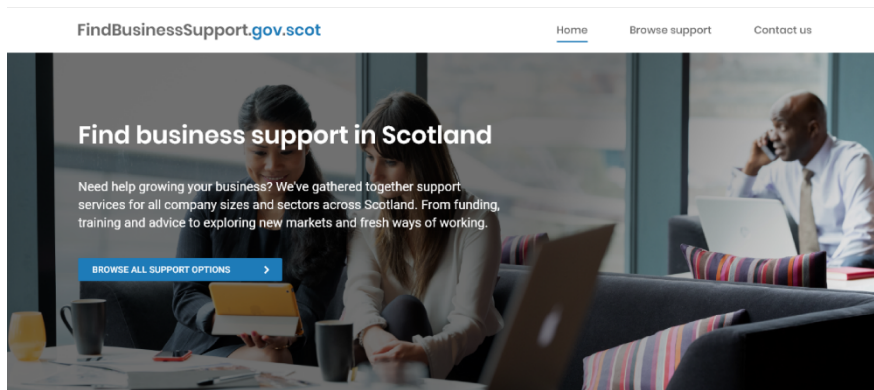 FindBusinessSupport.gov.scot
Home
Browse support
Contact us
Find business support in Scotland
Need help growing your business? We've gathered together support
services for all company sizes and sectors across Scotland. From funding,
training and advice to exploring new markets and fresh ways of working.
BROWSE ALL SUPPORT OPTIONS